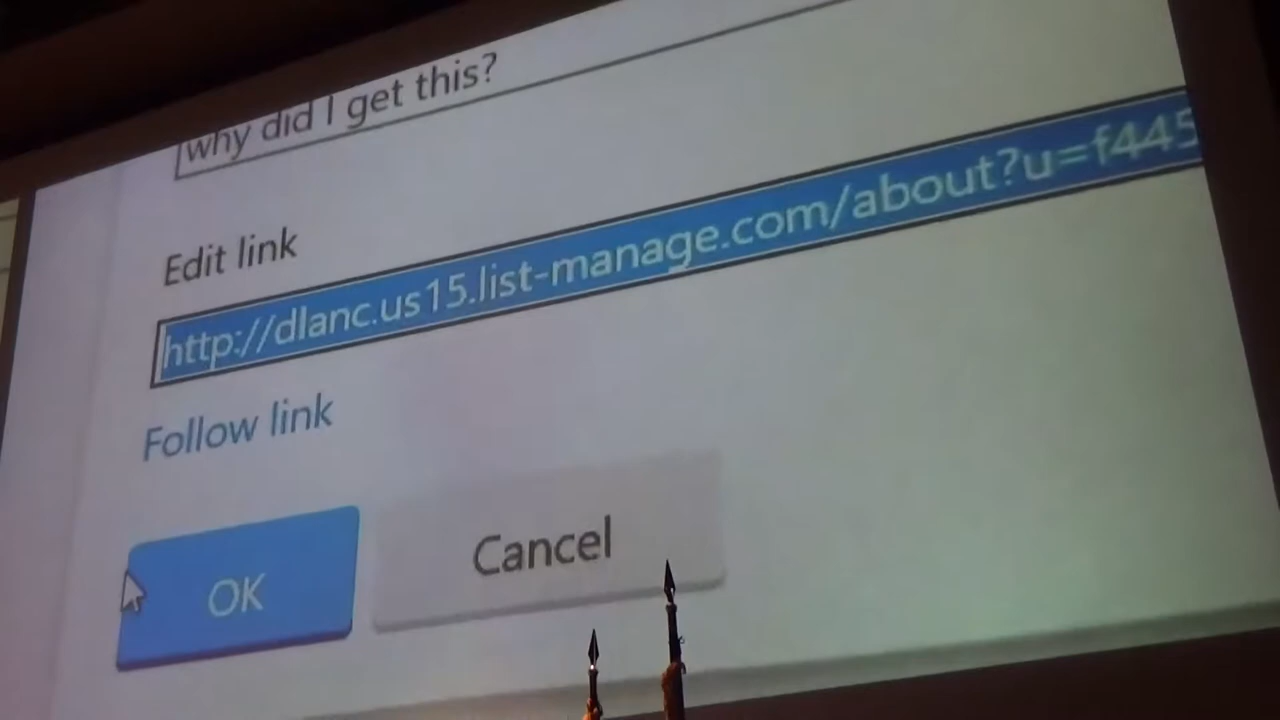 why did I get this?
Edit link
http://dlanc.us15.list-manage.com/about?u=f445
Follow link
OK
Cancel